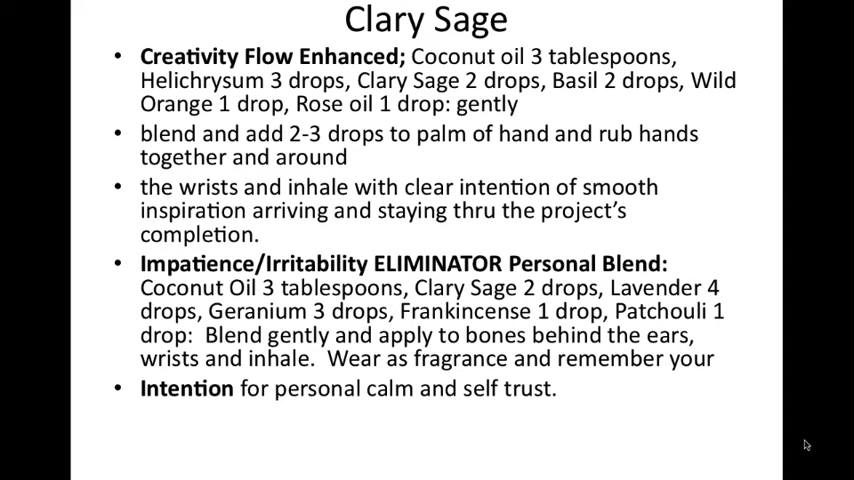 Clary Sage
• Creativity Flow Enhanced; Coconut oil 3 tablespoons,
Helichrysum 3 drops, Clary Sage 2 drops, Basil 2 drops, Wild
Orange 1 drop, Rose oil 1 drop: gently
• blend and add 2-3 drops to palm of hand and rub hands
together and around
• the wrists and inhale with clear intention of smooth
inspiration arriving and staying thru the project’s
completion.
• Impatience/Irritability ELIMINATOR Personal Blend:
Coconut Oil 3 tablespoons, Clary Sage 2 drops, Lavender 4
drops, Geranium 3 drops, Frankincense 1 drop, Patchouli 1
drop:  Blend gently and apply to bones behind the ears,
wrists and inhale.  Wear as fragrance and remember your
• Intention for personal calm and self trust.